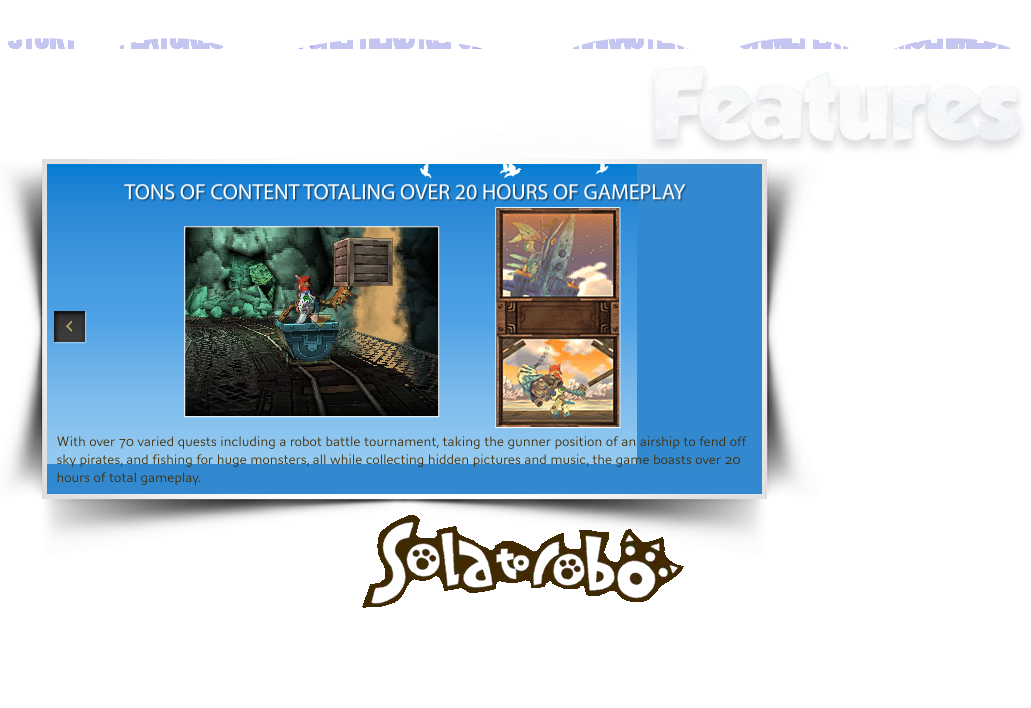 STORY FEATURES
Features
TONS OF CONTENT TOTALING OVER 20 HOURS OF GAMEPLAY
With over 70 varied quests including a robot battle tournament, taking the gunner position of an airship to fend off
sky pirates, and fishing for huge monsters, all while collecting hidden pictures and music, the game boasts over 20
hours of total gameplay.
Solatorobo